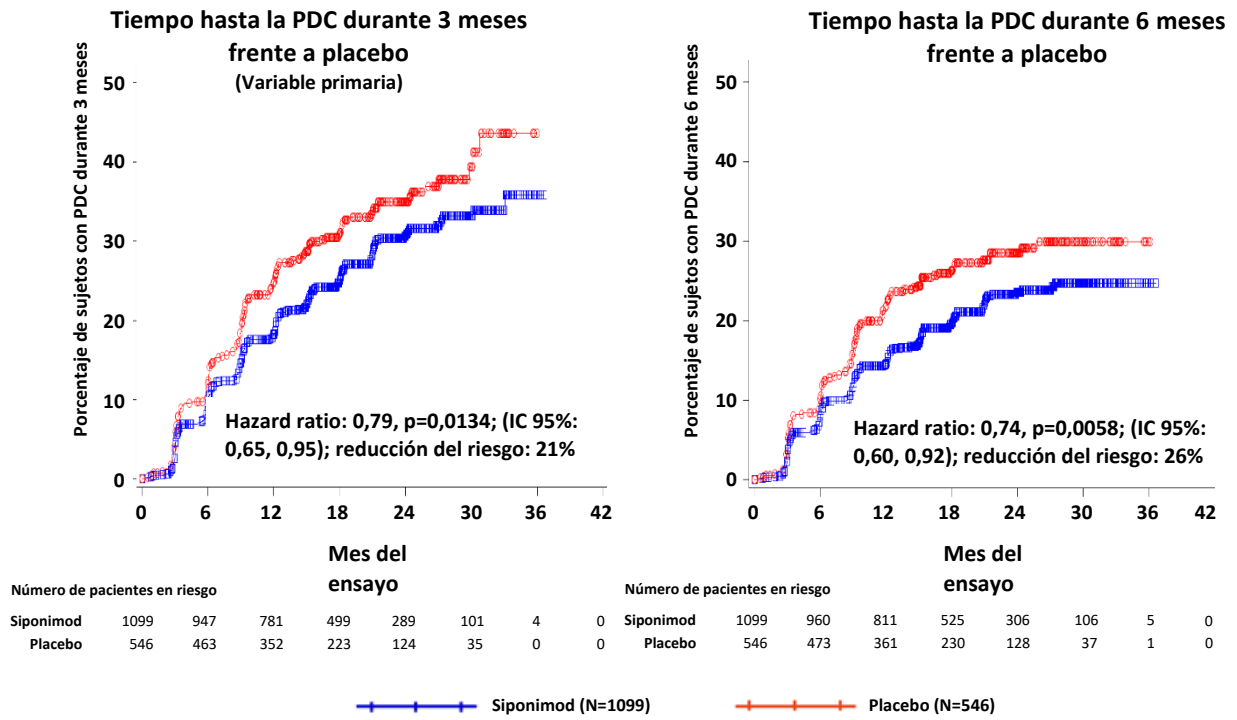 Tiempo hasta la PDC durante 3 meses
frente a placebo
(Variable primaria)
Porcentaje de sujetos con PDC durante 3 meses
50
40
30
20
10
0
Hazard ratio: 0,79, p=0,0134; (IC 95%:
0,65, 0,95); reducción del riesgo: 21%
0 6 12 18 24 30 36 42
Mes del
ensayo
Número de pacientes en riesgo
Siponimod 1099 947 781 499 289 101 4 0
Placebo 546 463 352 223 124 35 0 0
Tiempo hasta la PDC durante 6 meses
frente a placebo
Porcentaje de sujetos con PDC durante 6 meses
50
40
30
20
10
0
Hazard ratio: 0,74, p=0,0058; (IC 95%:
0,60, 0,92); reducción del riesgo: 26%
0 6 12 18 24 30 36 42
Mes del
ensayo
Número de pacientes en riesgo
Siponimod 1099 960 811 525 306 106 5 0
Placebo 546 473 361 230 128 37 1 0
Siponimod (N=1099)
Placebo (N=546)